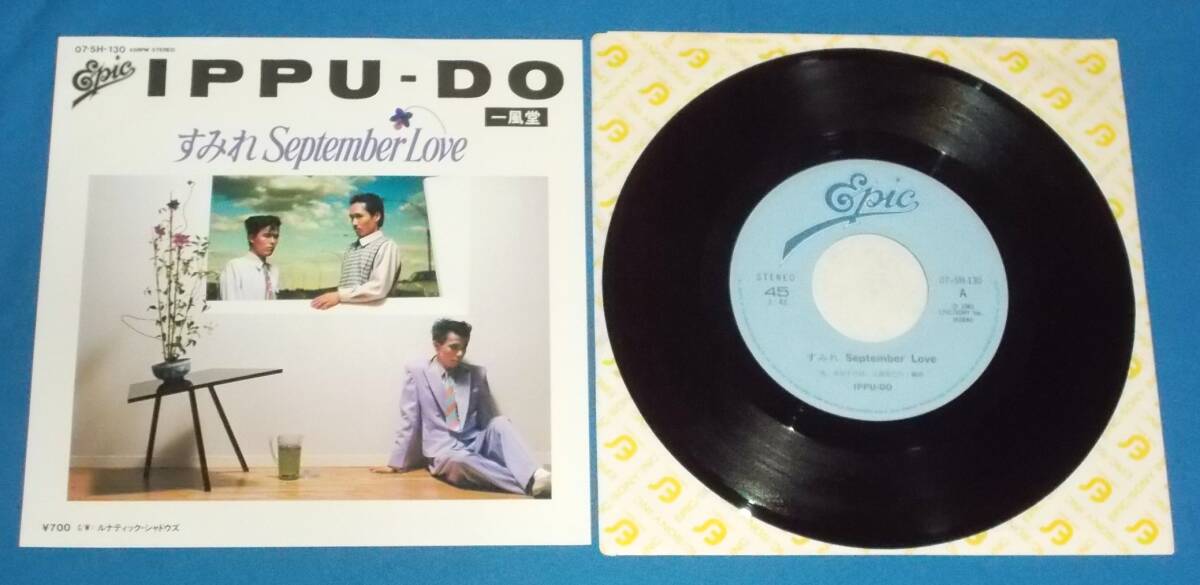 07・5H-130 45RPM STEREO
Epic
IPPU-DO
一風堂
すみれ September Love
¥700 C/W：ルナティック・シャドウズ
Epic
STEREO
45
07・5H-130
A
すみれ September Love
IPPU-DO